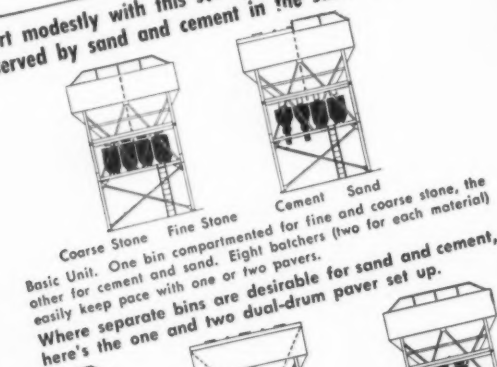 rt modestly with this
erved by sand and cement in the
Coarse Stone Fine Stone
Cement Sand
Basic Unit. One bin compartmented for fine and coarse stone, the
other for cement and sand. Eight batchers (two for each material)
easily keep pace with one or two pavers.
Where separate bins are desirable for sand and cement,
here's the one and two dual-drum paver set up.